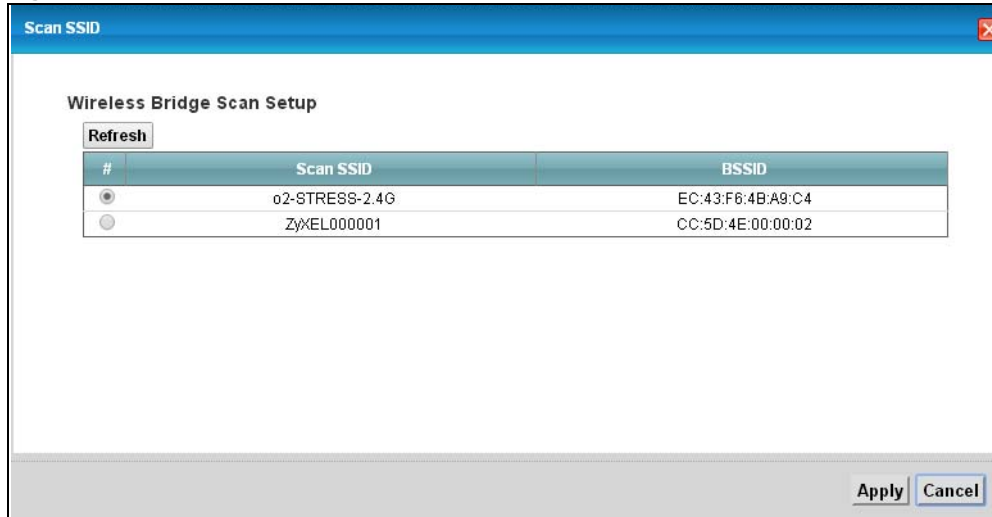 Scan SSID
Wireless Bridge Scan Setup
Refresh
# Scan SSID BSSID
o2-STRESS-2.4G EC:43:F6:4B:A9:C4
ZyXEL000001 CC:5D:4E:00:00:02
Apply Cancel